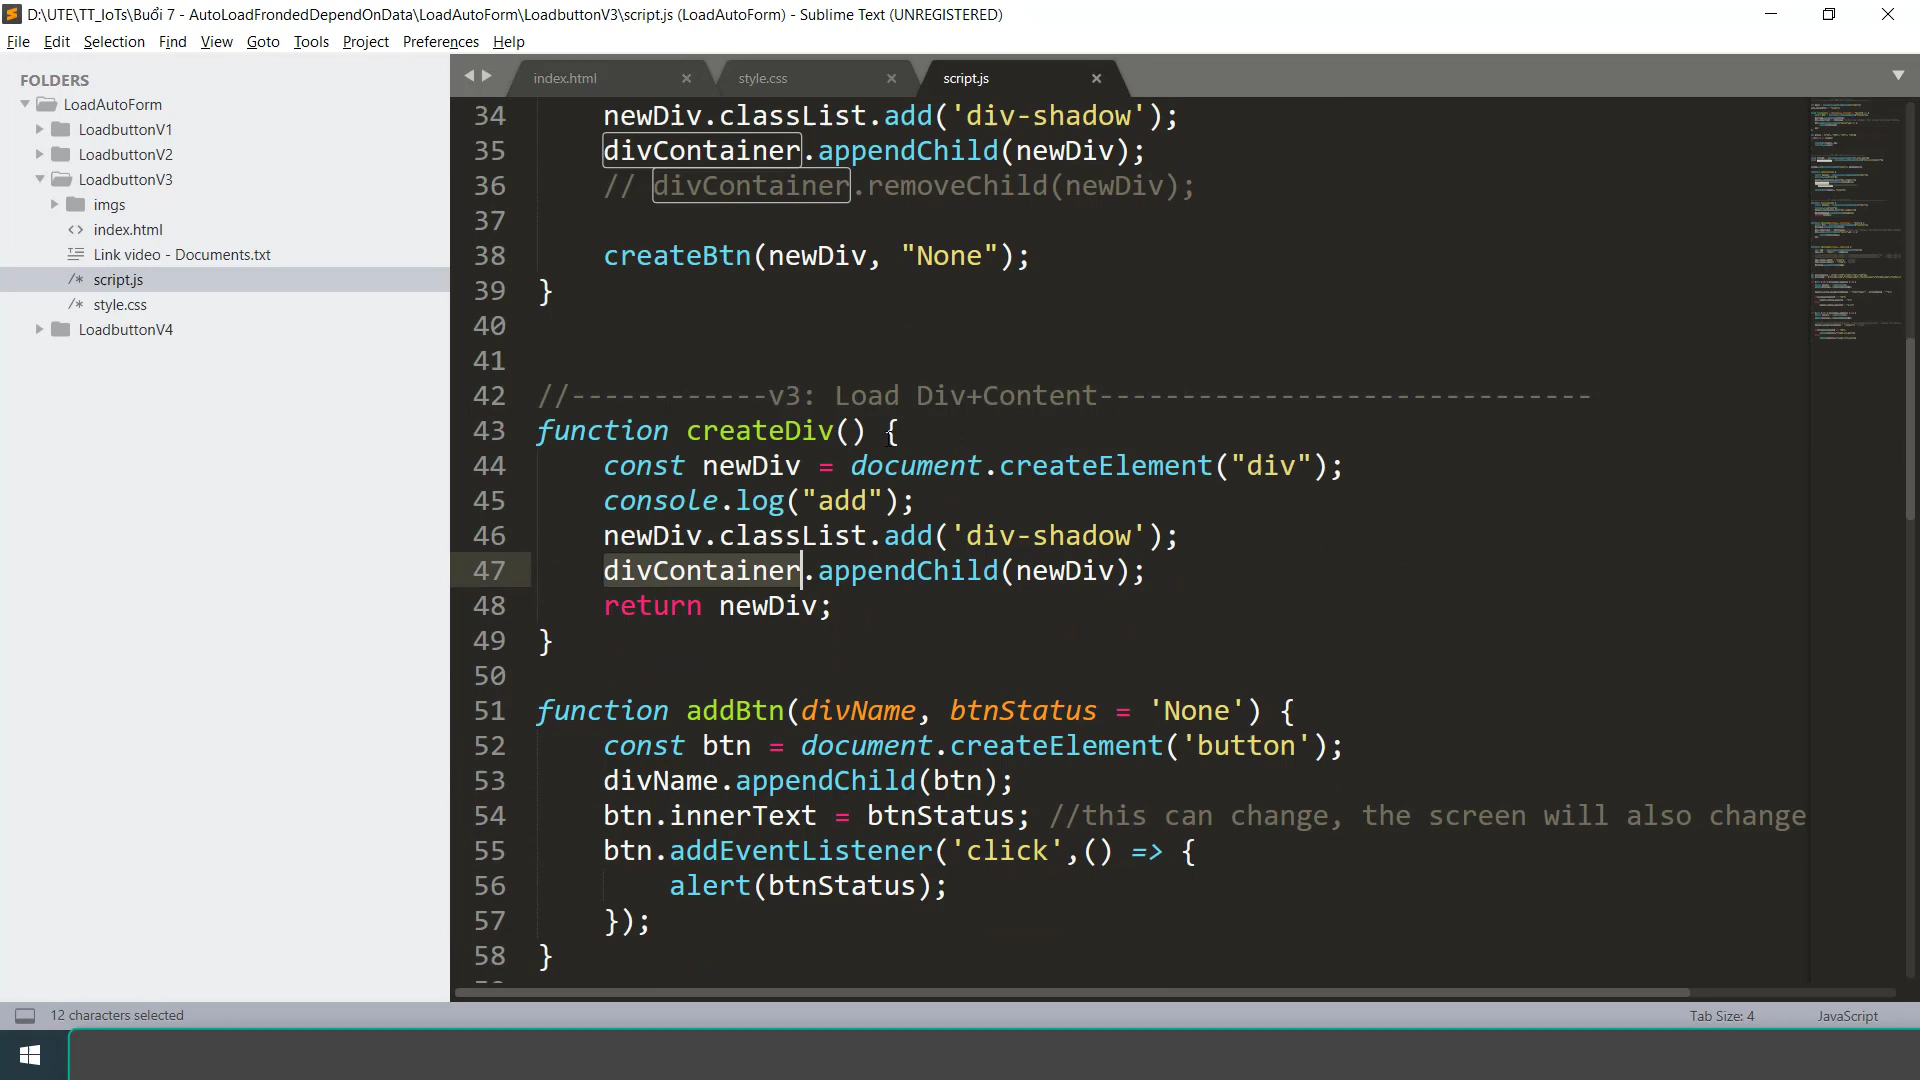 D:\UTE\TT_IoTs\Buổi 7 - AutoLoadFrondedDependOnData\LoadAutoForm\LoadbuttonV3\script.js (LoadAutoForm) - Sublime Text (UNREGISTERED)
File Edit Selection Find View Goto Tools Project Preferences Help
FOLDERS
LoadAutoForm
LoadbuttonV1
LoadbuttonV2
LoadbuttonV3
imgs
<> index.html
Link video - Documents.txt
/* script.js
/* style.css
LoadbuttonV4
index.html × style.css × script.js ×
34 newDiv.classList.add('div-shadow');
35 divContainer.appendChild(newDiv);
36 // divContainer.removeChild(newDiv);
37
38 createBtn(newDiv, "None");
39 }
40
41
42 //------------v3: Load Div+Content------------------------------
43 function createDiv() {
44 const newDiv = document.createElement("div");
45 console.log("add");
46 newDiv.classList.add('div-shadow');
47 divContainer.appendChild(newDiv);
48 return newDiv;
49 }
50
51 function addBtn(divName, btnStatus = 'None') {
52 const btn = document.createElement('button');
53 divName.appendChild(btn);
54 btn.innerText = btnStatus; //this can change, the screen will also change
55 btn.addEventListener('click',() => {
56 alert(btnStatus);
57 });
58 }
12 characters selected
Tab Size: 4 JavaScript